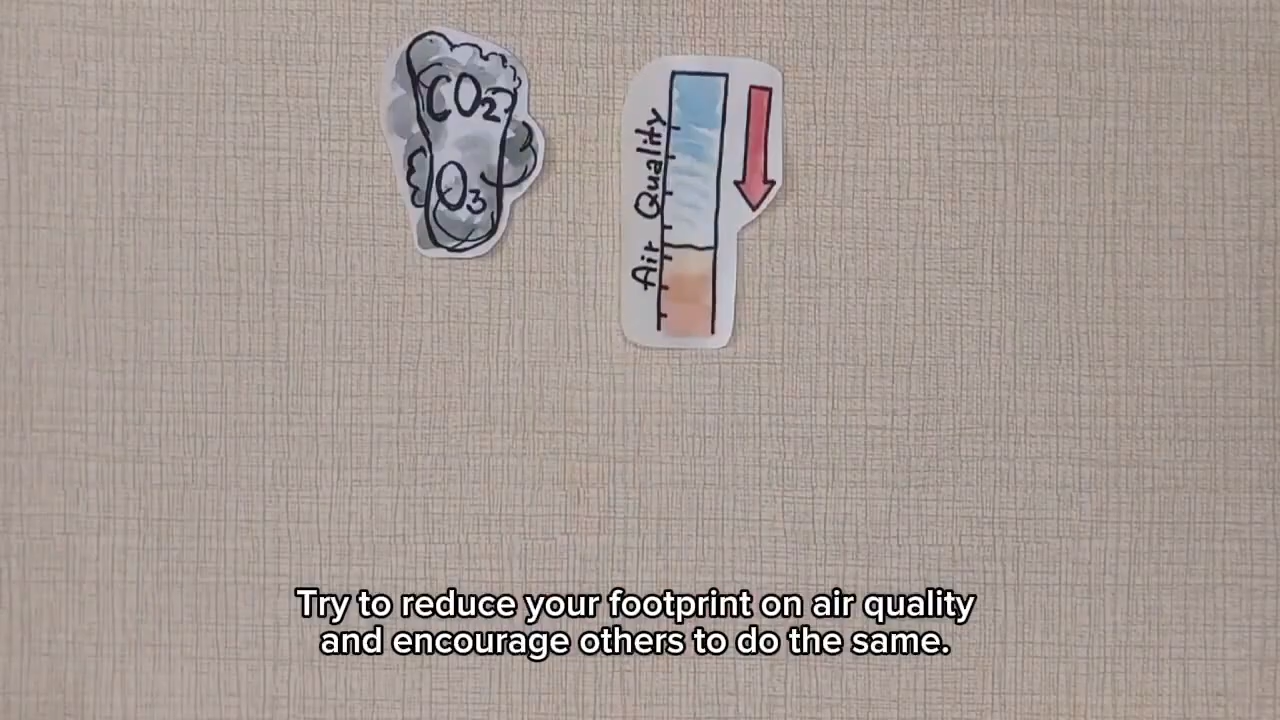 CO₂
O₃
Air Quality
Try to reduce your footprint on air quality
and encourage others to do the same.